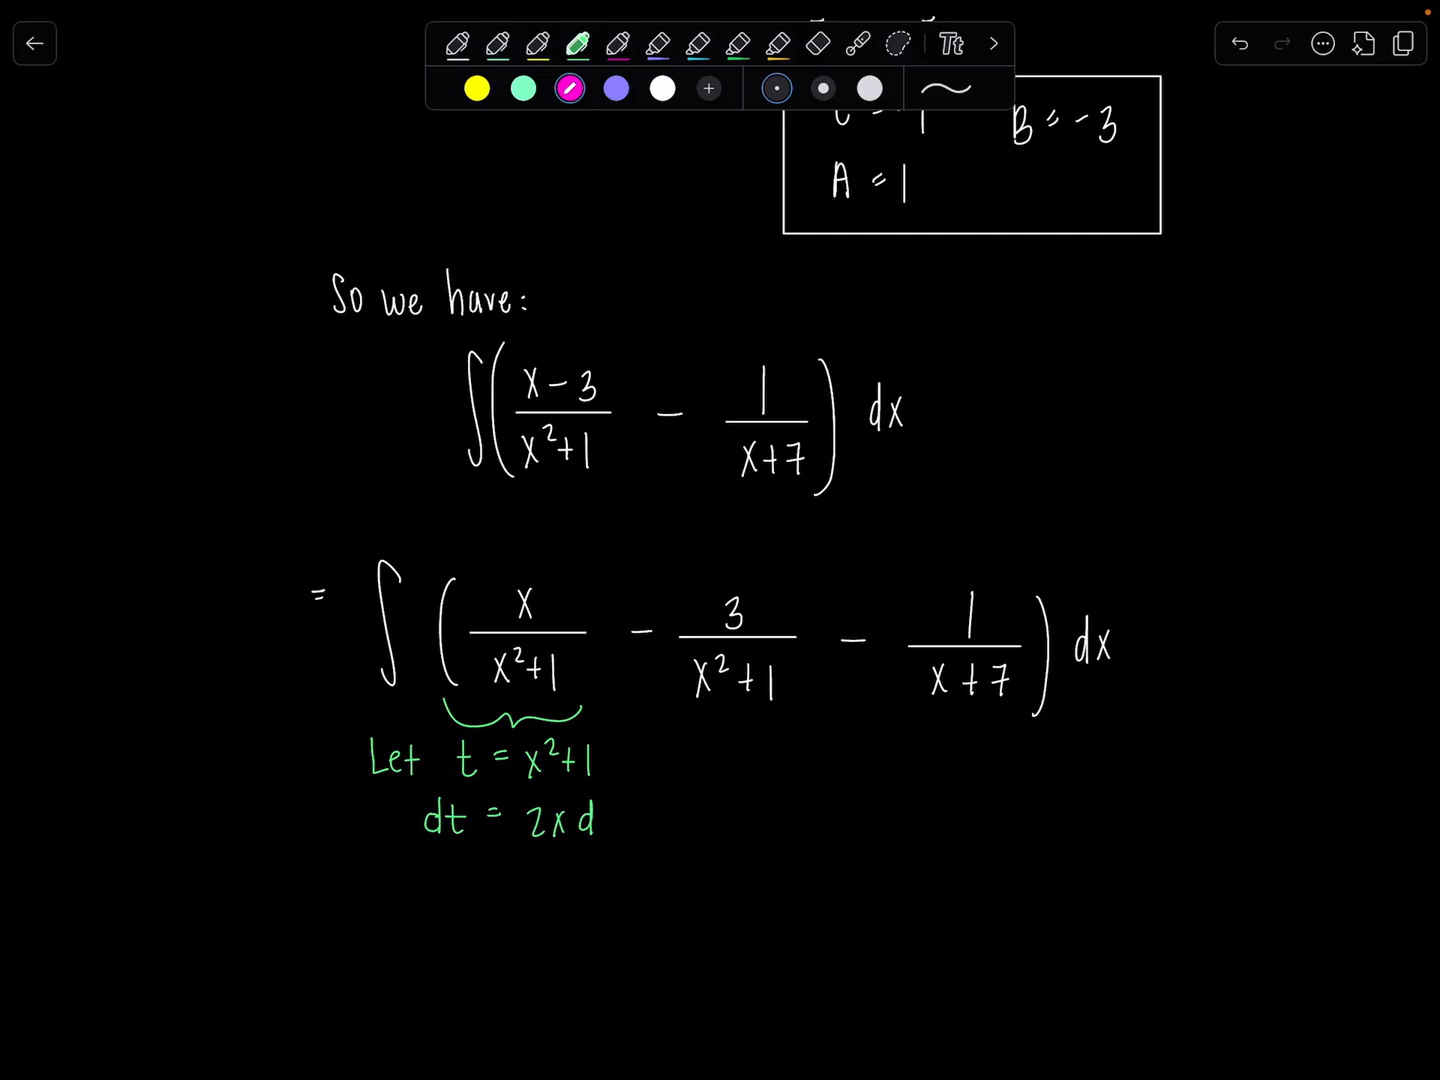 Tt
B = -3
A = 1
So we have:
∫( (x-3)/(x²+1) - 1/(x+7) ) dx
= ∫ ( x/(x²+1) - 3/(x²+1) - 1/(x+7) ) dx
Let t = x²+1
dt = 2x d